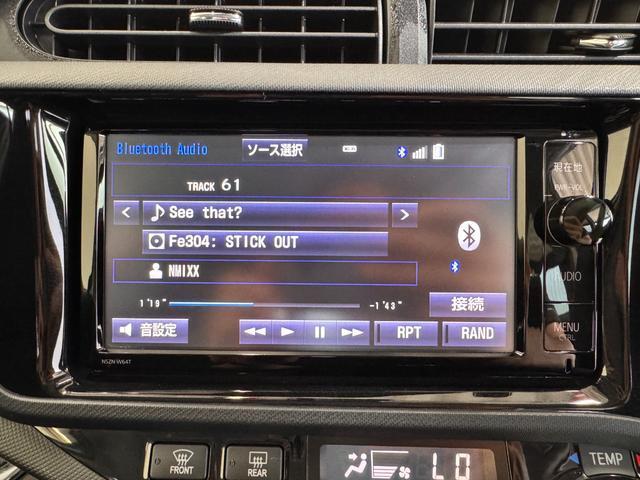 Bluetooth Audio ソース選択
現在地
TRACK 61
PWR-VOL
< See that? >
Fe304: STICK OUT
NMIXX
AUDIO
1'19" -1'43" 接続
音設定 RPT RAND
MENU
CTRL
NSZN-W64T
FRONT REAR LO TEMP